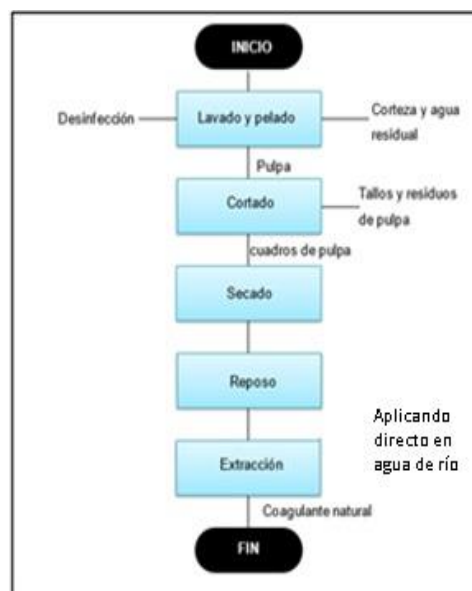 INICIO
Desinfección
Lavado y pelado
Corteza y agua
residual
Pulpa
Cortado
Tallos y residuos
de pulpa
cuadros de pulpa
Secado
Reposo
Aplicando
directo en
agua de río
Extracción
Coagulante natural
FIN